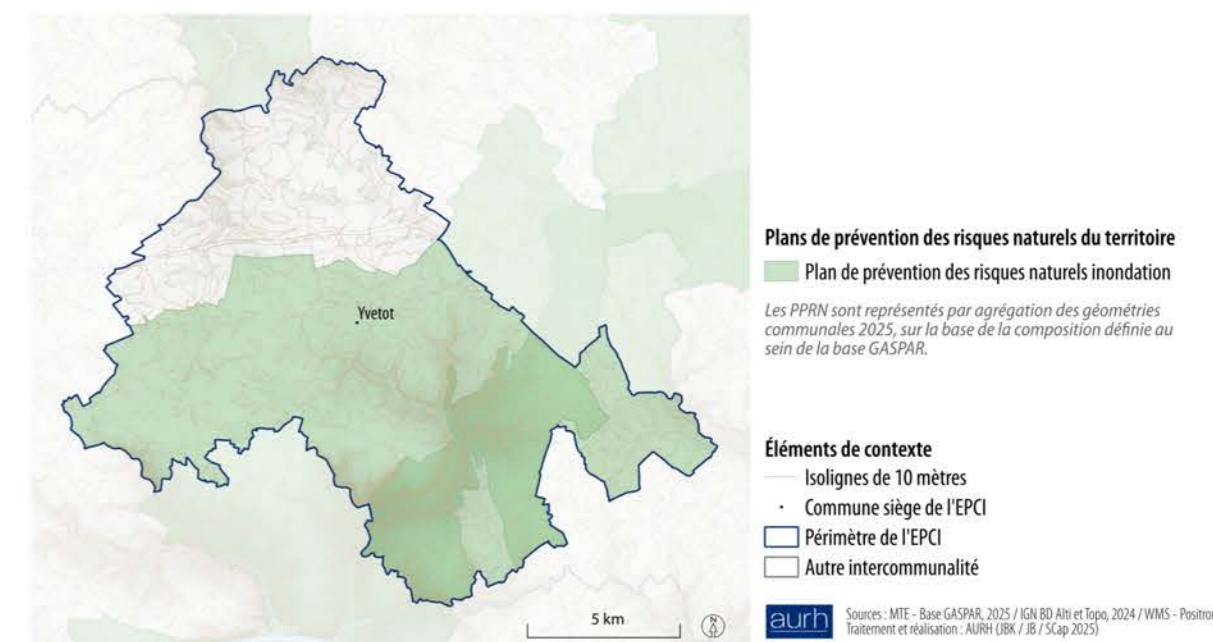 Yvetot
5 km
N
Plans de prévention des risques naturels du territoire
Plan de prévention des risques naturels inondation
Les PPRN sont représentés par agrégation des géométries
communales 2025, sur la base de la composition définie au
sein de la base GASPAR.
Éléments de contexte
Isolignes de 10 mètres
Commune siège de l'EPCI
Périmètre de l'EPCI
Autre intercommunalité
aurh
Sources : MTE - Base GASPAR, 2025 / IGN BD Alti et Topo, 2024 / WMS - Positron
Traitement et réalisation : AURH (JBK / JB / SCap 2025)